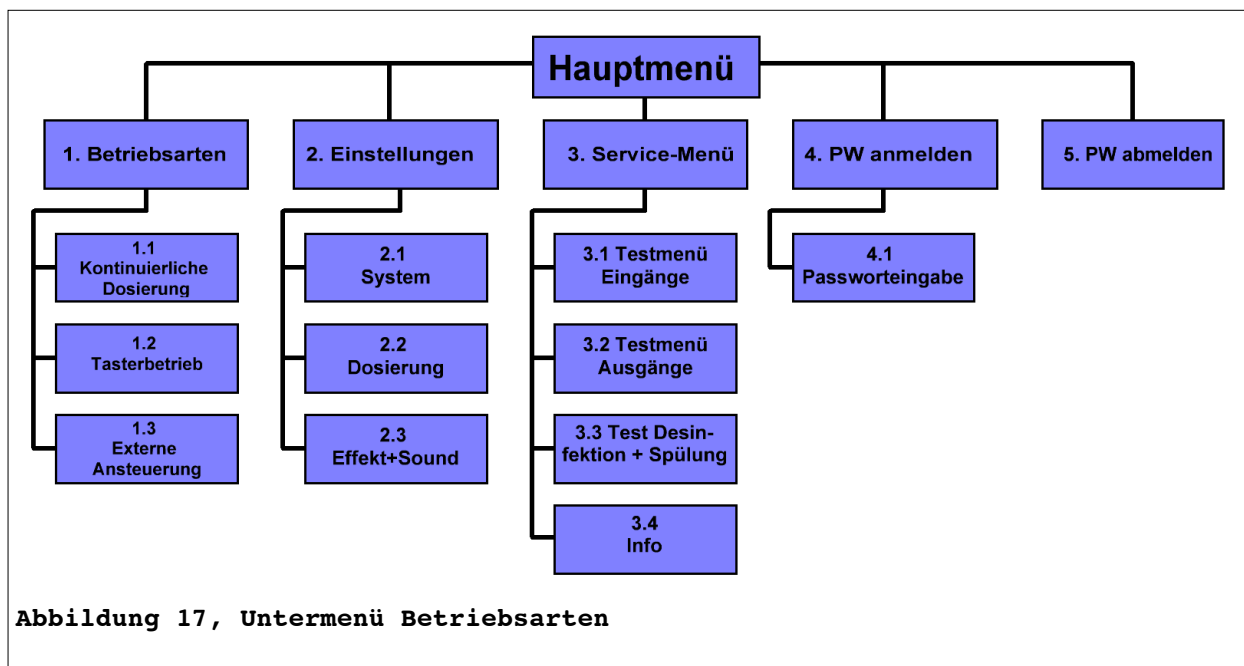 Hauptmenü
1. Betriebsarten
2. Einstellungen
3. Service-Menü
4. PW anmelden
5. PW abmelden
1.1
Kontinuierliche
Dosierung
1.2
Tasterbetrieb
1.3
Externe
Ansteuerung
2.1
System
2.2
Dosierung
2.3
Effekt+Sound
3.1 Testmenü
Eingänge
3.2 Testmenü
Ausgänge
3.3 Test Desin-
fektion + Spülung
3.4
Info
4.1
Passworteingabe
Abbildung 17, Untermenü Betriebsarten